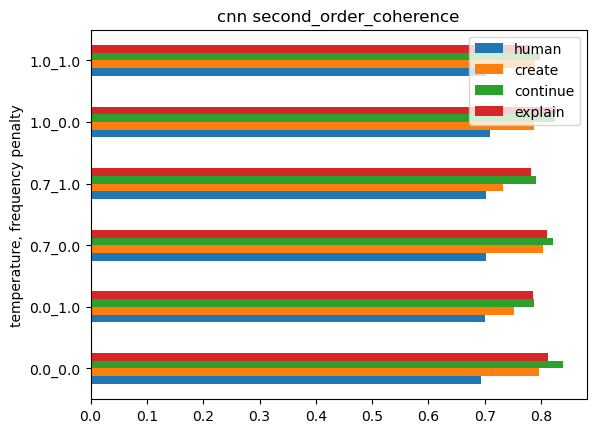 cnn second_order_coherence
human
create
continue
explain
temperature, frequency penalty
1.0_1.0
1.0_0.0
0.7_1.0
0.7_0.0
0.0_1.0
0.0_0.0
0.0 0.1 0.2 0.3 0.4 0.5 0.6 0.7 0.8